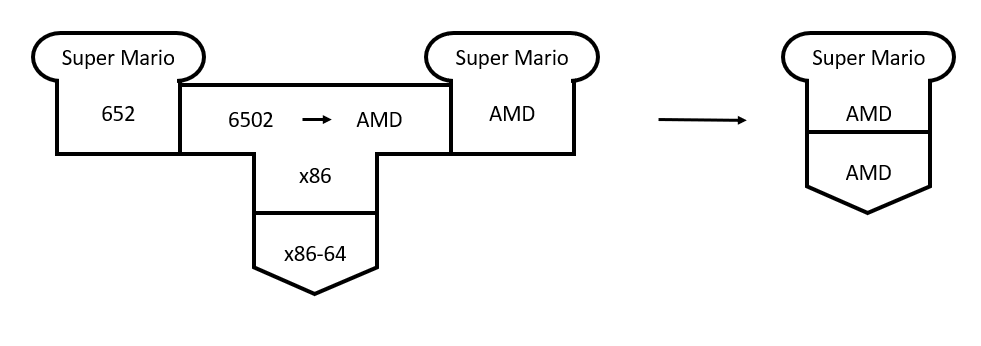 Super Mario
Super Mario
Super Mario
652
6502
AMD
AMD
AMD
x86
AMD
x86-64